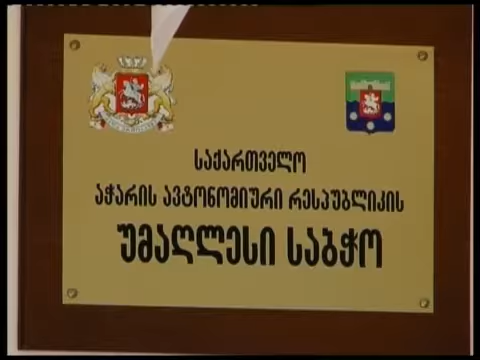 საქართველო
აჭარის ავტონომიური რესპუბლიკის
უმაღლესი საბჭო